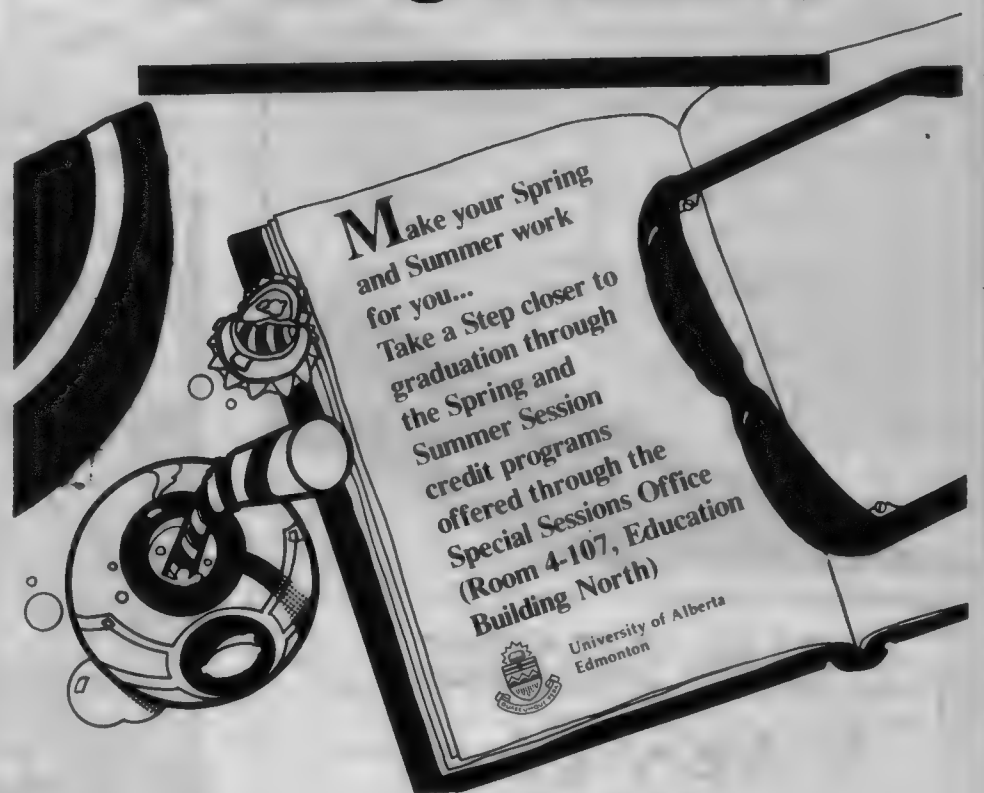 Make your Spring
and Summer work
for you...
Take a Step closer to
graduation through
the Spring and
Summer Session
credit programs
offered through the
Special Sessions Office
(Room 4-107, Education
Building North)
University of Alberta
Edmonton